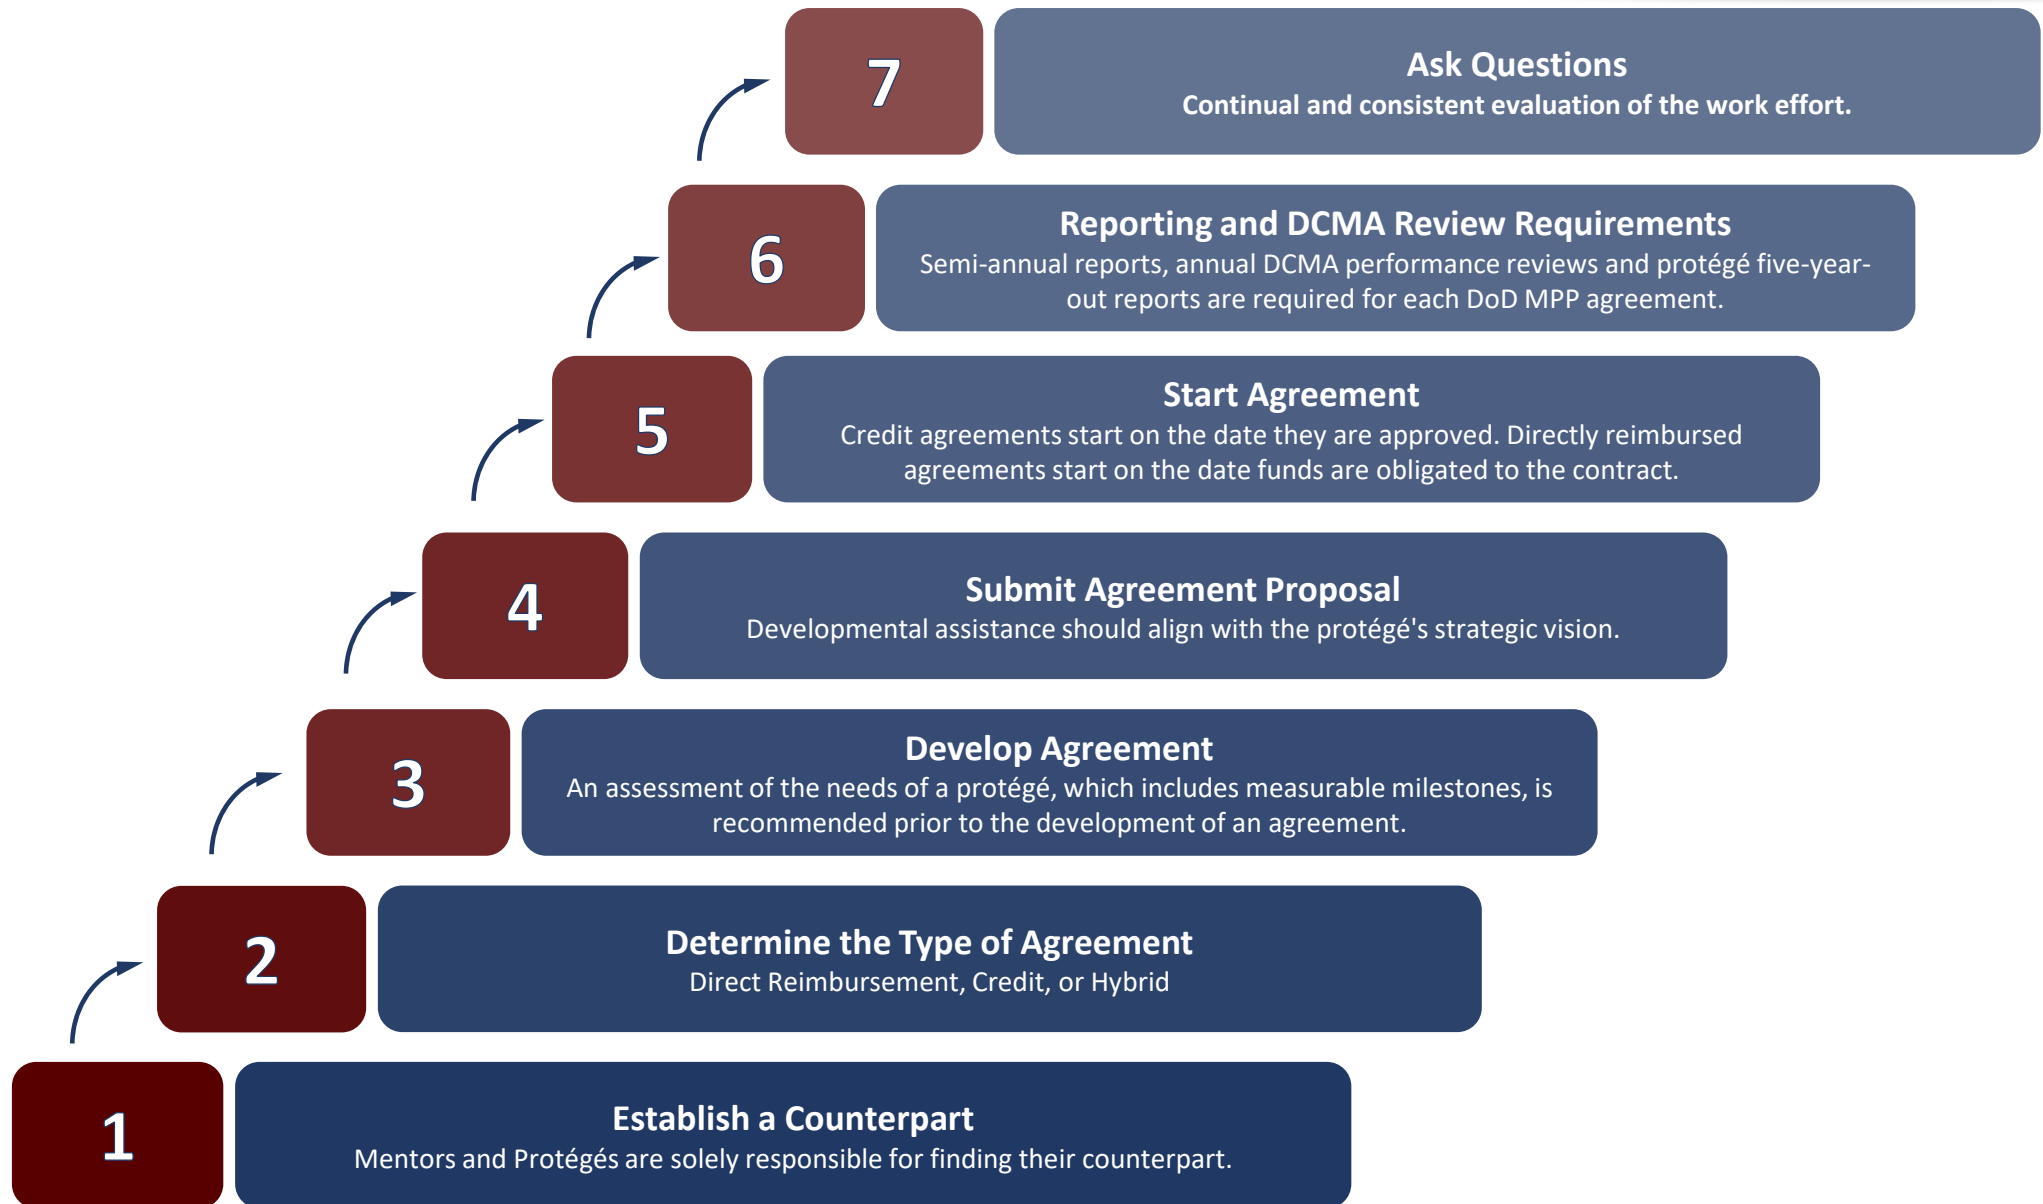 7
Ask Questions
Continual and consistent evaluation of the work effort.
6
Reporting and DCMA Review Requirements
Semi-annual reports, annual DCMA performance reviews and protégé five-year-
out reports are required for each DoD MPP agreement.
5
Start Agreement
Credit agreements start on the date they are approved. Directly reimbursed
agreements start on the date funds are obligated to the contract.
4
Submit Agreement Proposal
Developmental assistance should align with the protégé's strategic vision.
3
Develop Agreement
An assessment of the needs of a protégé, which includes measurable milestones, is
recommended prior to the development of an agreement.
2
Determine the Type of Agreement
Direct Reimbursement, Credit, or Hybrid
1
Establish a Counterpart
Mentors and Protégés are solely responsible for finding their counterpart.